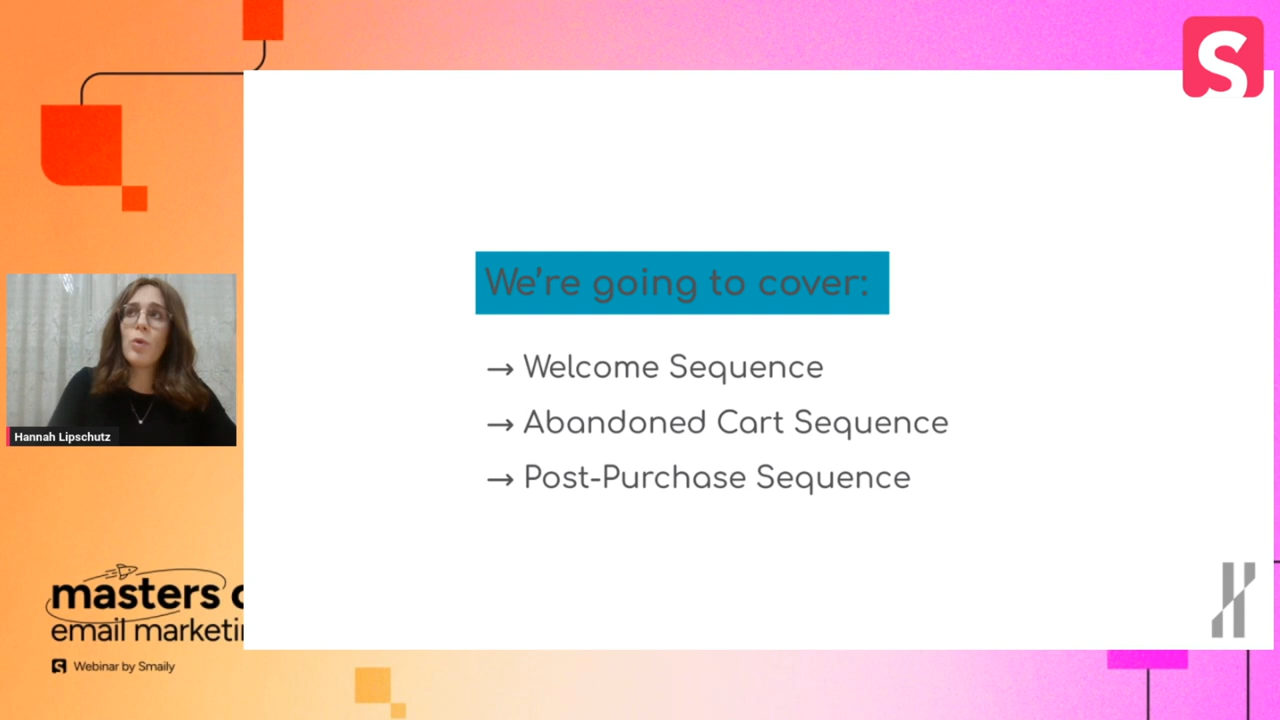 We're going to cover:
→ Welcome Sequence
→ Abandoned Cart Sequence
→ Post-Purchase Sequence
Hannah Lipschutz
masters
email
Webinar by Smaily